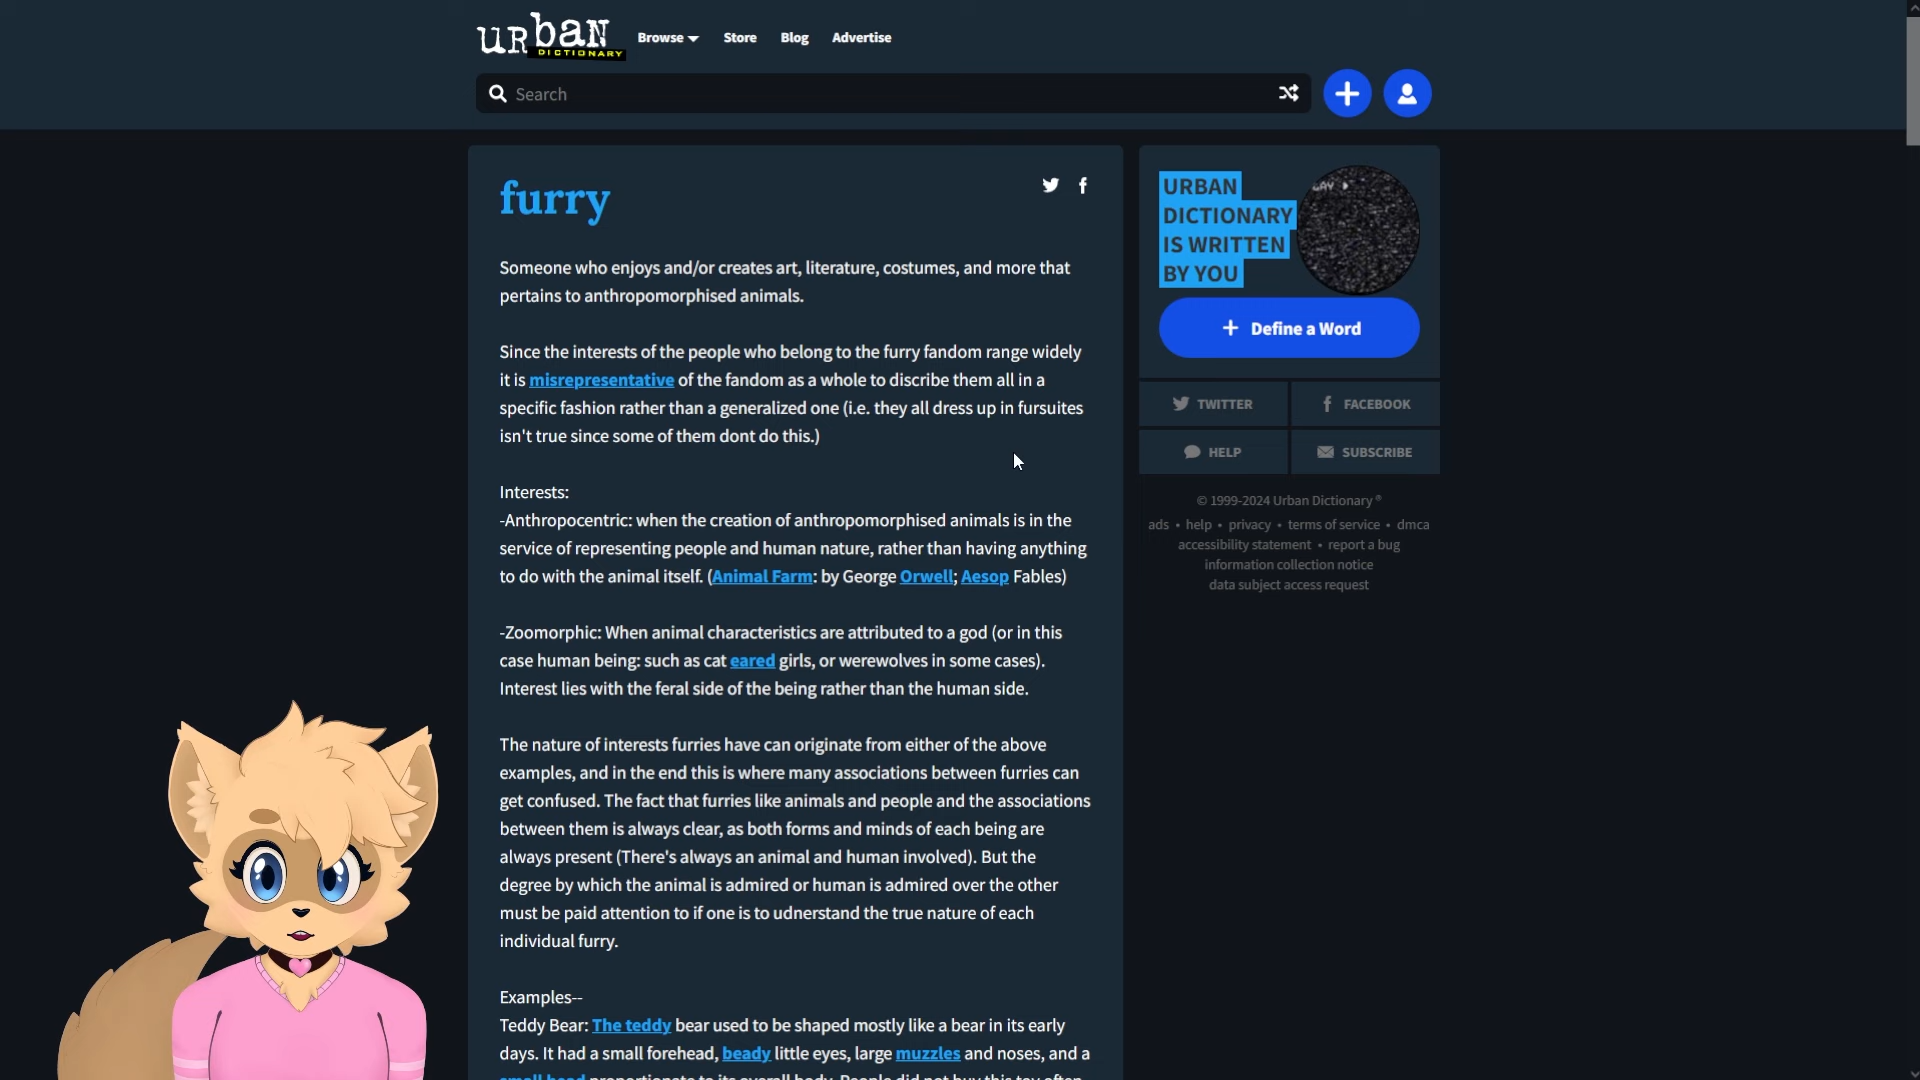 urban
DICTIONARY
Browse
Store
Blog
Advertise
Search
furry
Someone who enjoys and/or creates art, literature, costumes, and more that
pertains to anthropomorphised animals.
Since the interests of the people who belong to the furry fandom range widely
it is misrepresentative of the fandom as a whole to discribe them all in a
specific fashion rather than a generalized one (i.e. they all dress up in fursuites
isn't true since some of them dont do this.)
Interests:
-Anthropocentric: when the creation of anthropomorphised animals is in the
service of representing people and human nature, rather than having anything
to do with the animal itself. (Animal Farm: by George Orwell; Aesop Fables)
-Zoomorphic: When animal characteristics are attributed to a god (or in this
case human being: such as cat eared girls, or werewolves in some cases).
Interest lies with the feral side of the being rather than the human side.
The nature of interests furries have can originate from either of the above
examples, and in the end this is where many associations between furries can
get confused. The fact that furries like animals and people and the associations
between them is always clear, as both forms and minds of each being are
always present (There's always an animal and human involved). But the
degree by which the animal is admired or human is admired over the other
must be paid attention to if one is to udnerstand the true nature of each
individual furry.
Examples--
Teddy Bear: The teddy bear used to be shaped mostly like a bear in its early
days. It had a small forehead, beady little eyes, large muzzles and noses, and a
small head proportionate to its overall body. People did not buy this toy often
URBAN
DICTIONARY
IS WRITTEN
BY YOU
Define a Word
TWITTER
FACEBOOK
HELP
SUBSCRIBE
© 1999-2024 Urban Dictionary ®
ads • help • privacy • terms of service • dmca
accessibility statement • report a bug
information collection notice
data subject access request